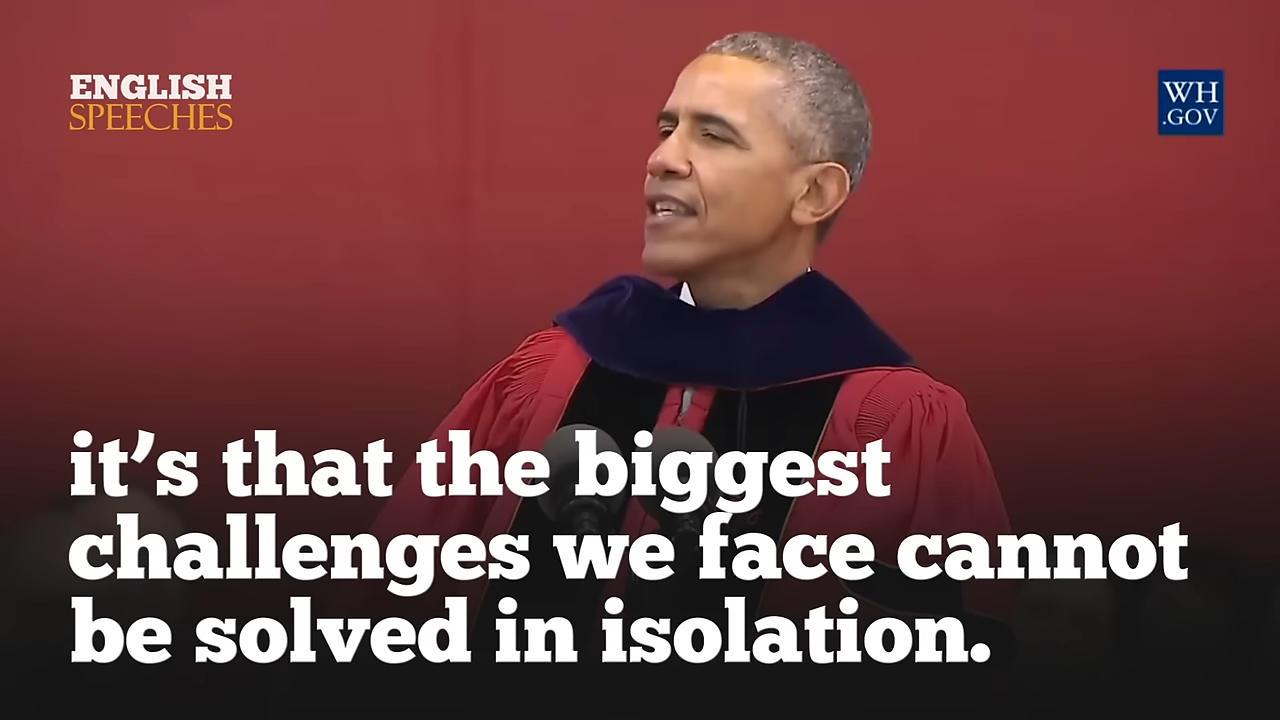 ENGLISH
SPEECHES
WH
.GOV
it’s that the biggest
challenges we face cannot
be solved in isolation.